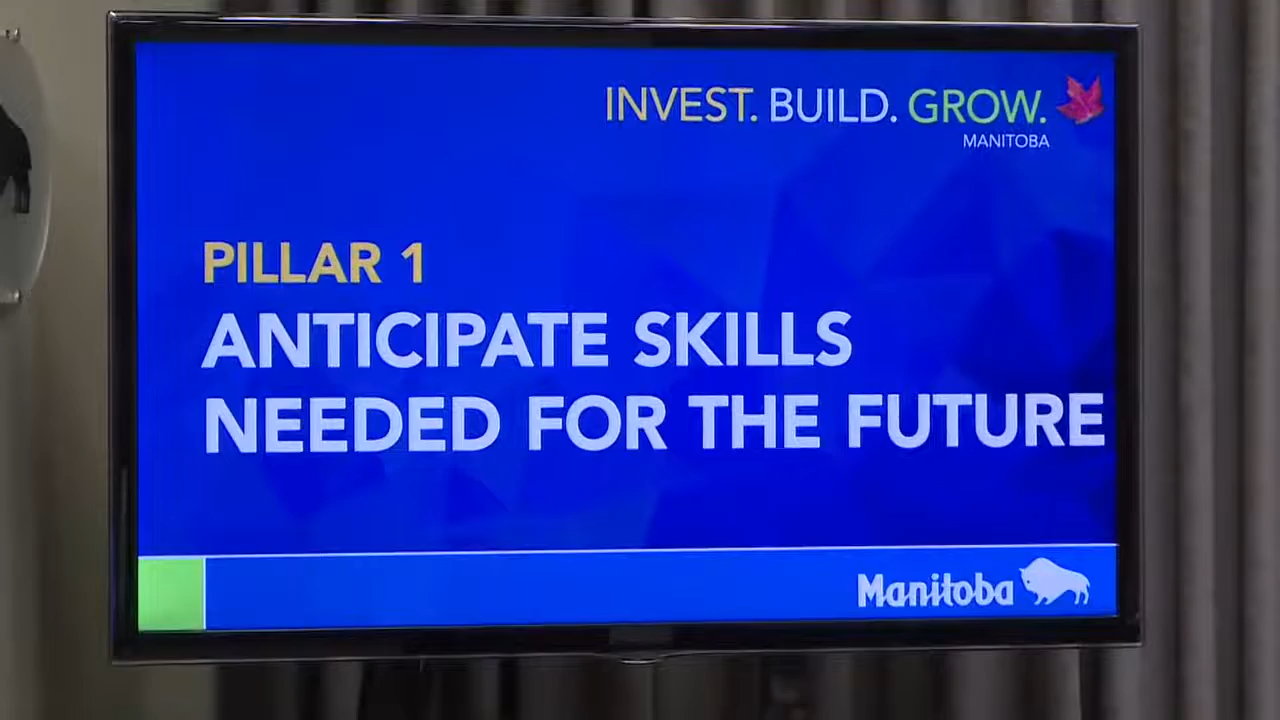 INVEST. BUILD. GROW.
MANITOBA
PILLAR 1
ANTICIPATE SKILLS
NEEDED FOR THE FUTURE
Manitoba